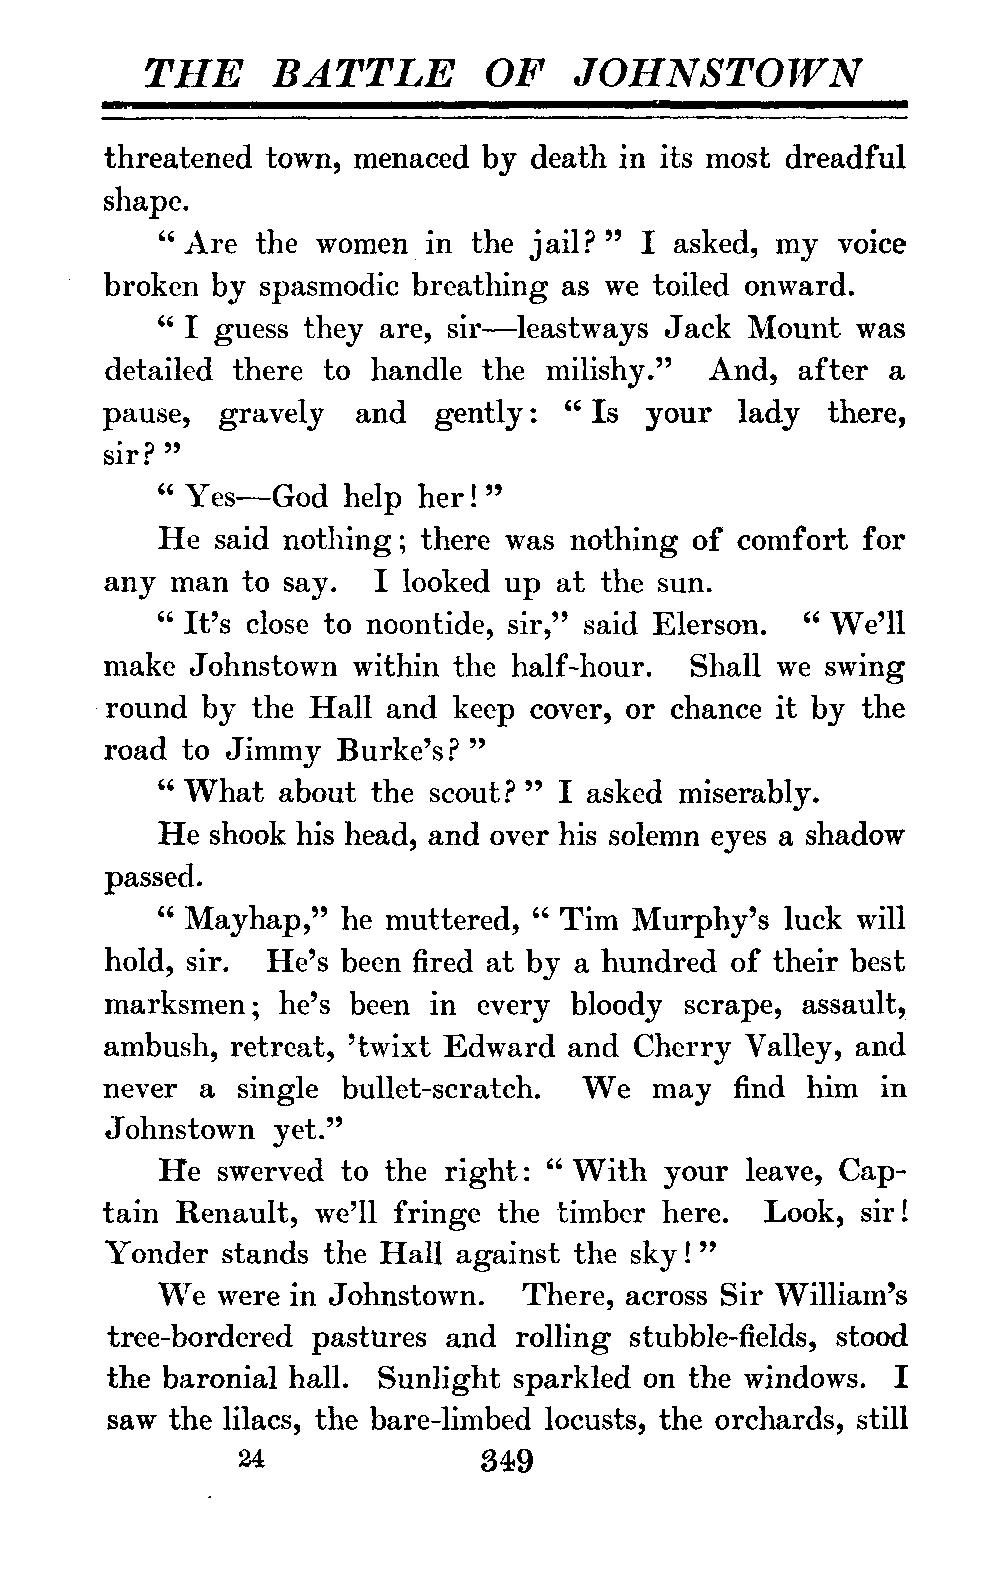 THE BATTLE OF JOHNSTOWN
threatened town, menaced by death in its most dreadful
shape.
“ Are the women in the jail? ” I asked, my voice
broken by spasmodic breathing as we toiled onward.
“ I guess they are, sir—leastways Jack Mount was
detailed there to handle the milishy.” And, after a
pause, gravely and gently: “ Is your lady there,
sir? ”
“ Yes—God help her! ”
He said nothing; there was nothing of comfort for
any man to say. I looked up at the sun.
“ It’s close to noontide, sir,” said Elerson. “ We’ll
make Johnstown within the half-hour. Shall we swing
round by the Hall and keep cover, or chance it by the
road to Jimmy Burke’s? ”
“ What about the scout? ” I asked miserably.
He shook his head, and over his solemn eyes a shadow
passed.
“ Mayhap,” he muttered, “ Tim Murphy’s luck will
hold, sir. He’s been fired at by a hundred of their best
marksmen; he’s been in every bloody scrape, assault,
ambush, retreat, ’twixt Edward and Cherry Valley, and
never a single bullet-scratch. We may find him in
Johnstown yet.”
He swerved to the right: “ With your leave, Cap-
tain Renault, we’ll fringe the timber here. Look, sir!
Yonder stands the Hall against the sky! ”
We were in Johnstown. There, across Sir William’s
tree-bordered pastures and rolling stubble-fields, stood
the baronial hall. Sunlight sparkled on the windows. I
saw the lilacs, the bare-limbed locusts, the orchards, still
24 349